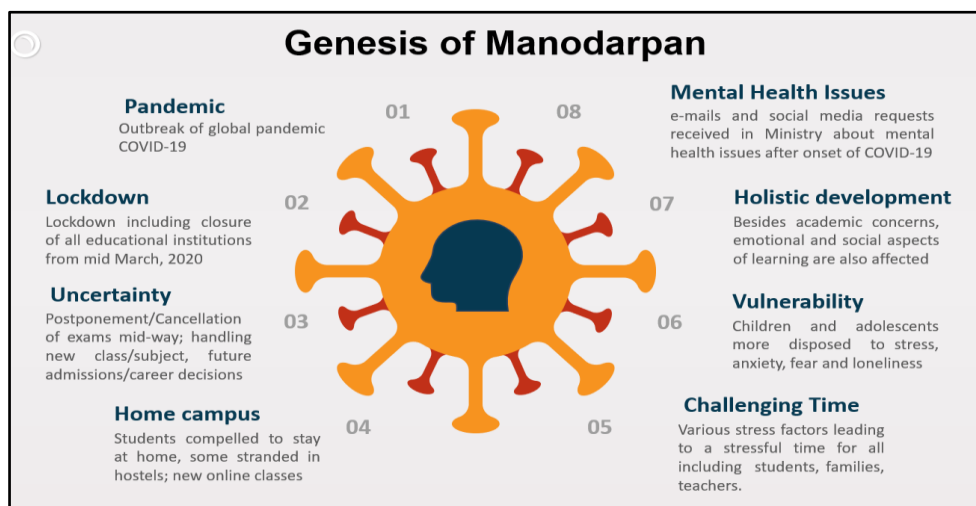 Genesis of Manodarpan
01
Pandemic
Outbreak of global pandemic
COVID-19
02
Lockdown
Lockdown including closure
of all educational institutions
from mid March, 2020
03
Uncertainty
Postponement/Cancellation
of exams mid-way; handling
new class/subject, future
admissions/career decisions
04
Home campus
Students compelled to stay
at home, some stranded in
hostels; new online classes
05
Challenging Time
Various stress factors leading
to a stressful time for all
including students, families,
teachers.
06
Vulnerability
Children and adolescents
more disposed to stress,
anxiety, fear and loneliness
07
Holistic development
Besides academic concerns,
emotional and social aspects
of learning are also affected
08
Mental Health Issues
e-mails and social media requests
received in Ministry about mental
health issues after onset of COVID-19